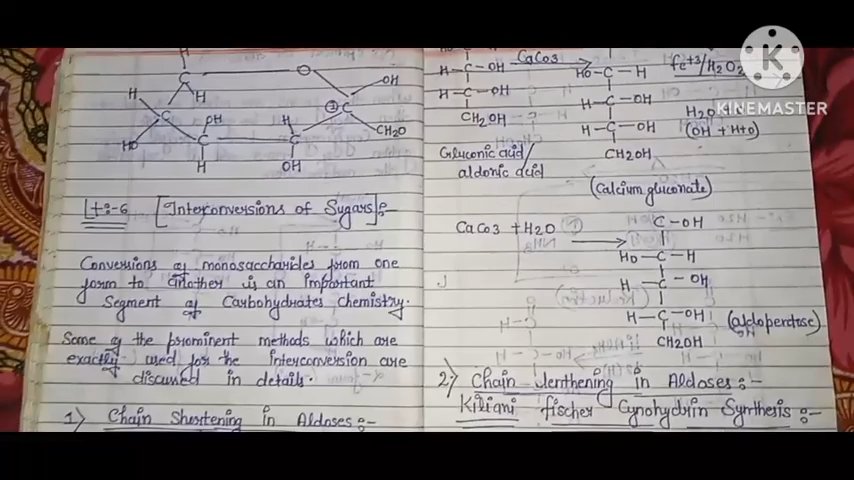 H
C
O
OH
H
H
C
OH
H
C
CH2O
HO
C
C
H
OH
L+:-6 [Interconversions of Sugars]:-
Conversions of monosaccharides from one
form to another is an important
Segment of Carbohydrates chemistry.
Some of the prominent methods which are
exactly used for the interconversion are
discussed in details.
1) Chain Shortening in Aldoses:-
H-C-OH CaCo3
H-C-OH
CH2OH
Gluconic acid/
aldonic acid
HO-C-H
H-C-OH
H-C-OH
CH2OH
(Calcium gluconate)
fe+3/H2O2
H2O
(OH + H+o)
CaCo3 + H2O
C-OH
HO-C-H
H-C-OH
H-C-OH
CH2OH
(aldopentose)
2) Chain lenthening in Aldoses:-
Kiliani fischer Cynohydrin Synthesis:-
K
KINEMASTER